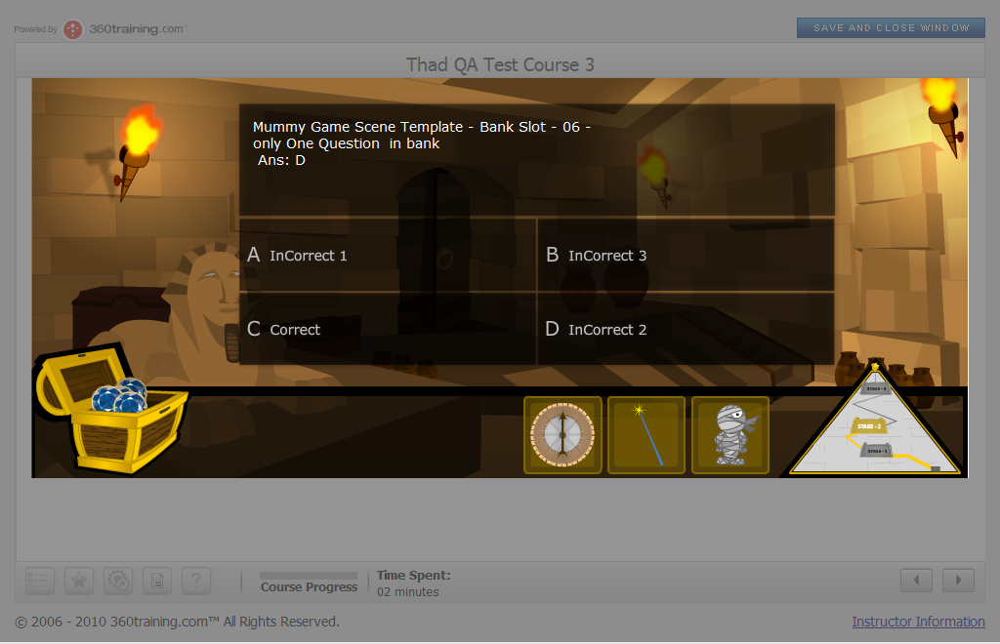 Powered By 360training.com™
SAVE AND CLOSE WINDOW
Thad QA Test Course 3
Mummy Game Scene Template - Bank Slot - 06 -
only One Question in bank
Ans: D
A InCorrect 1
B InCorrect 3
C Correct
D InCorrect 2
STAGE-3
STAGE-2
STAGE-1
Course Progress
Time Spent:
02 minutes
?
© 2006 - 2010 360training.com™ All Rights Reserved.
Instructor Information